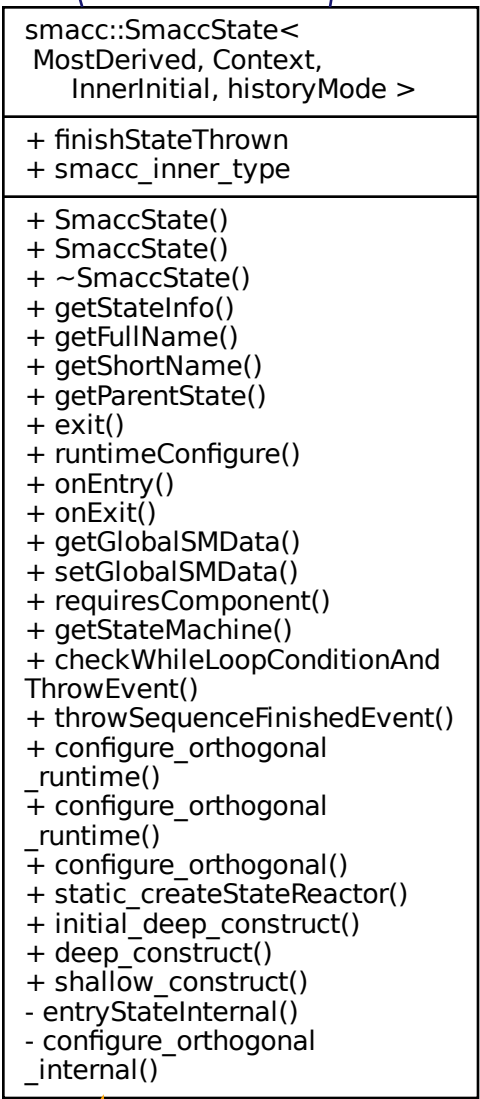 smacc::SmaccState<
MostDerived, Context,
InnerInitial, historyMode >
+ finishStateThrown
+ smacc_inner_type
+ SmaccState()
+ SmaccState()
+ ~SmaccState()
+ getStateInfo()
+ getFullName()
+ getShortName()
+ getParentState()
+ exit()
+ runtimeConfigure()
+ onEntry()
+ onExit()
+ getGlobalSMData()
+ setGlobalSMData()
+ requiresComponent()
+ getStateMachine()
+ checkWhileLoopConditionAnd
ThrowEvent()
+ throwSequenceFinishedEvent()
+ configure_orthogonal
_runtime()
+ configure_orthogonal
_runtime()
+ configure_orthogonal()
+ static_createStateReactor()
+ initial_deep_construct()
+ deep_construct()
+ shallow_construct()
- entryStateInternal()
- configure_orthogonal
_internal()